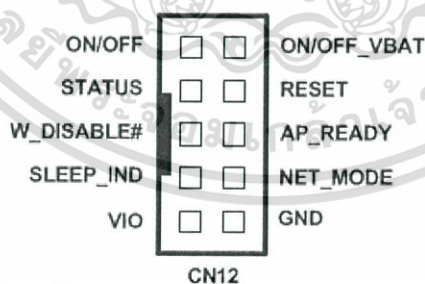 ON/OFF ON/OFF_VBAT
STATUS RESET
W_DISABLE# AP_READY
SLEEP_IND NET_MODE
VIO GND
CN12